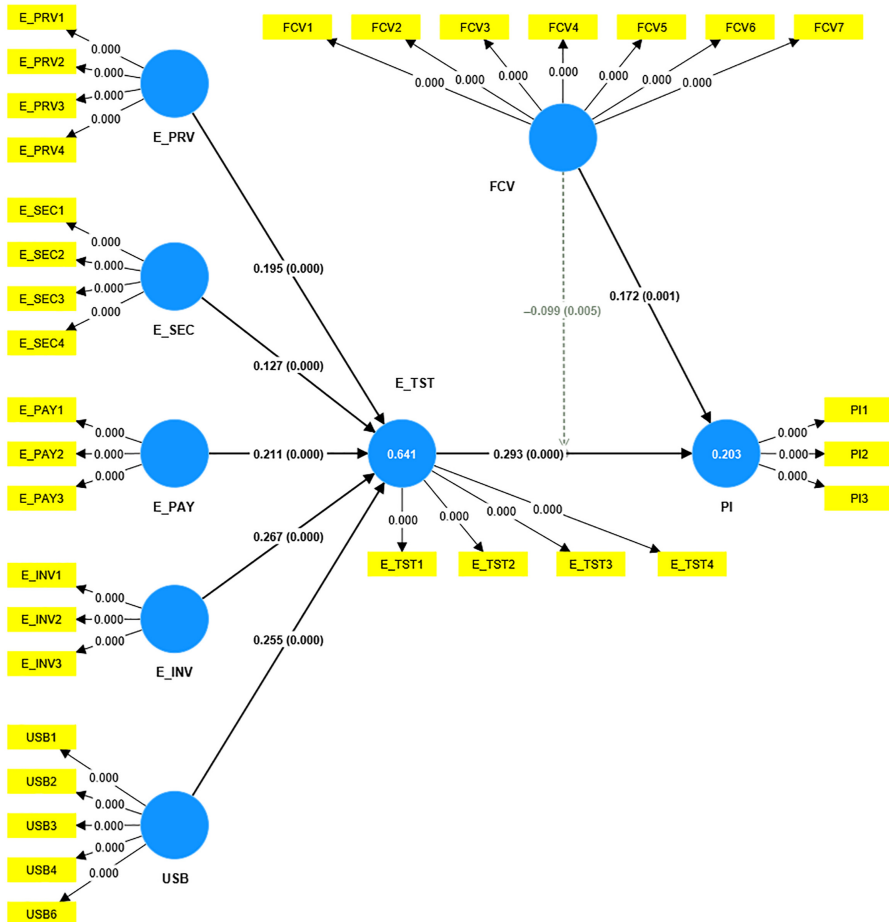 E_PRV1
E_PRV2
E_PRV3
E_PRV4
0.000
0.000
0.000
0.000
E_PRV
FCV1
FCV2
FCV3
FCV4
FCV5
FCV6
FCV7
0.000
0.000
0.000
0.000
0.000
0.000
0.000
FCV
E_SEC1
E_SEC2
E_SEC3
E_SEC4
0.000
0.000
0.000
0.000
E_SEC
0.195 (0.000)
0.127 (0.000)
–0.099 (0.005)
0.172 (0.001)
E_TST
E_PAY1
E_PAY2
E_PAY3
0.000
0.000
0.000
E_PAY
0.211 (0.000)
0.641
0.293 (0.000)
0.203
PI
0.000
0.000
0.000
PI1
PI2
PI3
0.000
0.000
0.000
0.000
E_TST1
E_TST2
E_TST3
E_TST4
0.267 (0.000)
E_INV1
E_INV2
E_INV3
0.000
0.000
0.000
E_INV
0.255 (0.000)
USB1
USB2
USB3
USB4
USB6
0.000
0.000
0.000
0.000
0.000
USB